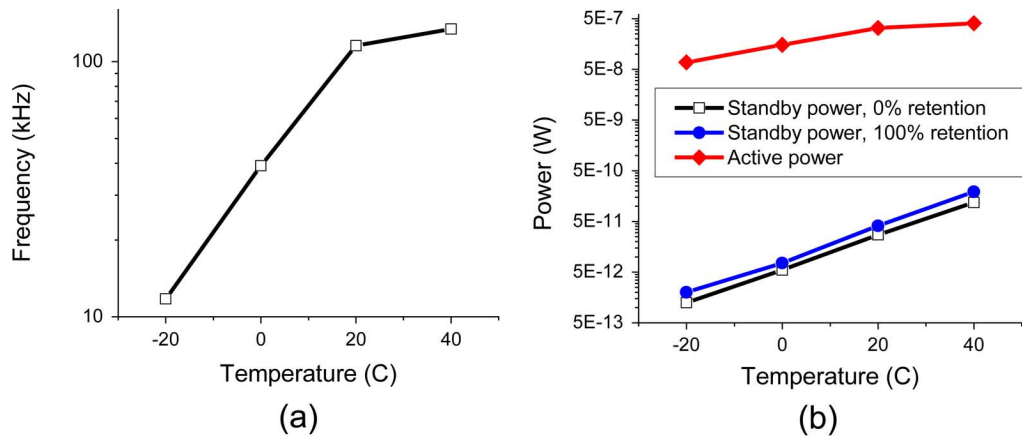 100
10
Frequency (kHz)
-20 0 20 40
Temperature (C)
(a)
5E-7
5E-8
5E-9
5E-10
5E-11
5E-12
5E-13
Power (W)
Standby power, 0% retention
Standby power, 100% retention
Active power
-20 0 20 40
Temperature (C)
(b)